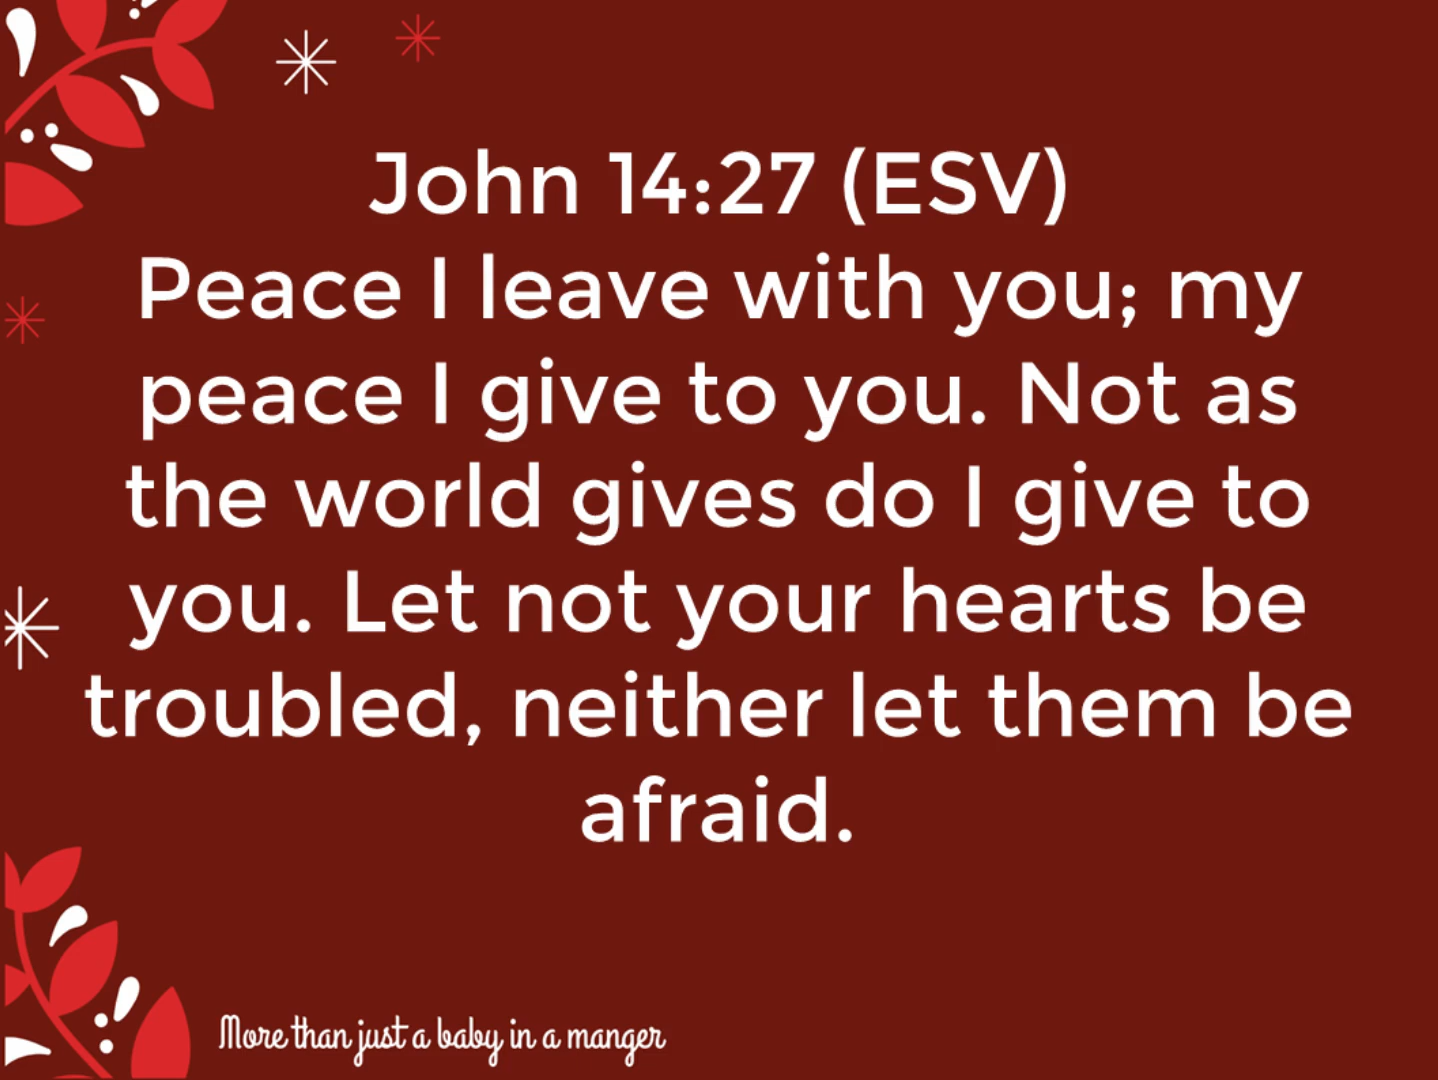 John 14:27 (ESV)
Peace I leave with you; my
peace I give to you. Not as
the world gives do I give to
you. Let not your hearts be
troubled, neither let them be
afraid.
More than just a baby in a manger